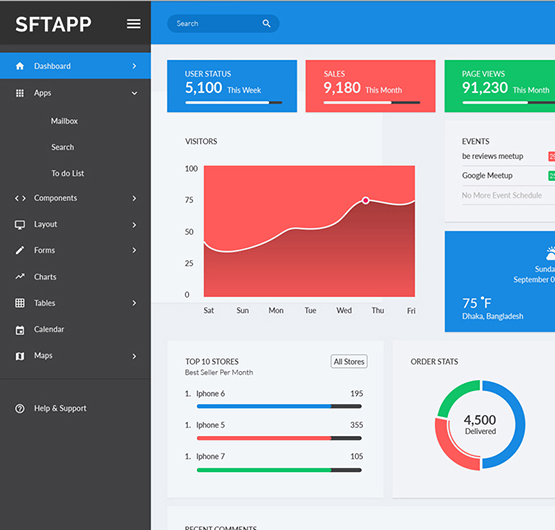 SFTAPP
Search
Dashboard
Apps
Mailbox
Search
To do List
Components
Layout
Forms
Charts
Tables
Calendar
Maps
Help & Support
USER STATUS
5,100 This Week
SALES
9,180 This Month
PAGE VIEWS
91,230 This Month
VISITORS
100
75
50
25
0
Sat Sun Mon Tue Wed Thu Fri
EVENTS
be reviews meetup
Google Meetup
No More Event Schedule
Sunda
September 0
75 °F
Dhaka, Bangladesh
TOP 10 STORES
All Stores
Best Seller Per Month
1. Iphone 6 195
1. Iphone 5 355
1. Iphone 7 105
ORDER STATS
4,500
Delivered
RECENT COMMENTS